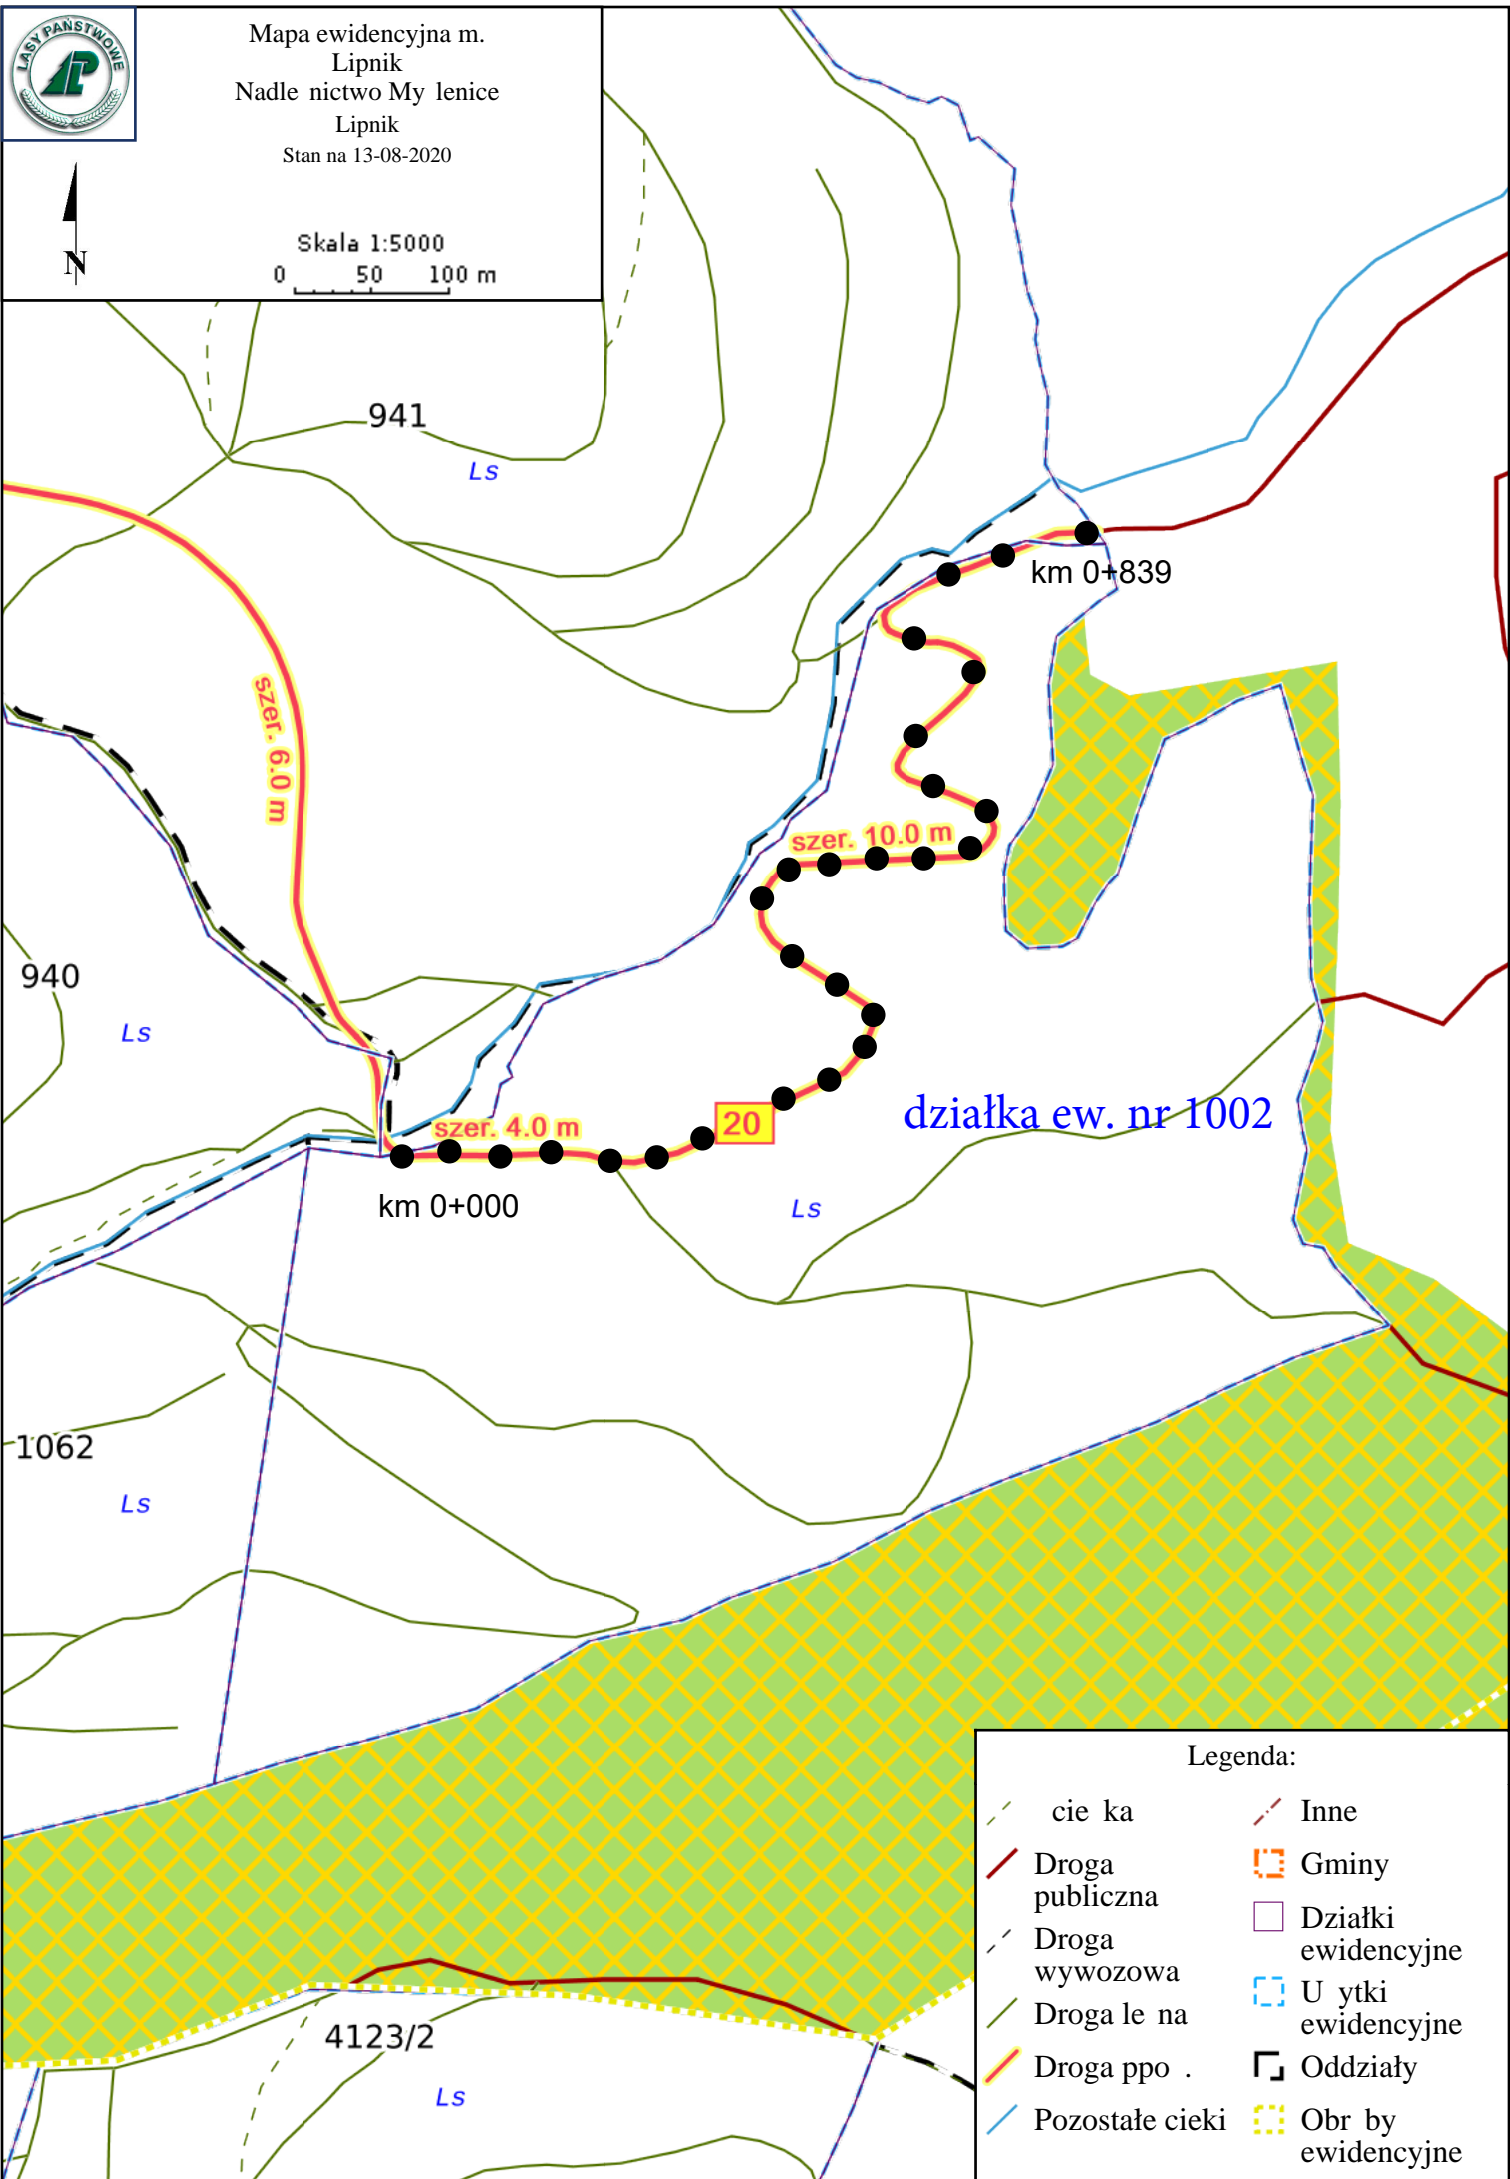 LASY PAŃSTWOWE
Mapa ewidencyjna m.
Lipnik
Nadle nictwo My lenice
Lipnik
Stan na 13-08-2020
N
Skala 1:5000
0 50 100 m
941
Ls
km 0+839
szer. 6.0 m
szer. 10.0 m
940
Ls
szer. 4.0 m
20
działka ew. nr 1002
km 0+000
Ls
1062
Ls
4123/2
Ls
Legenda:
cie ka
Droga
publiczna
Droga
wywozowa
Droga le na
Droga ppo .
Pozostałe cieki
Inne
Gminy
Działki
ewidencyjne
U ytki
ewidencyjne
Oddziały
Obr by
ewidencyjne